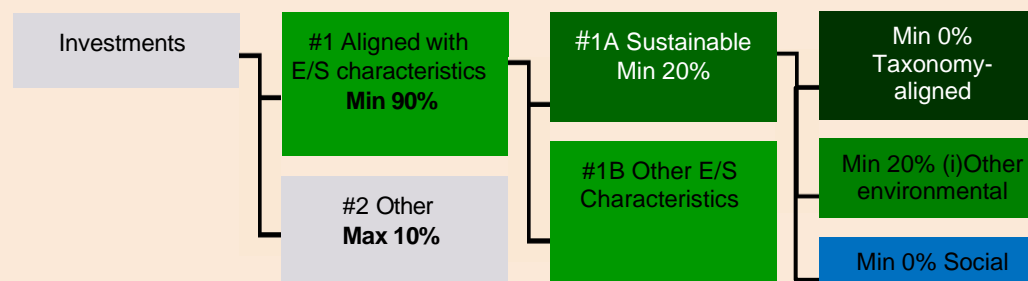 Investments
#1 Aligned with
E/S characteristics
Min 90%
#2 Other
Max 10%
#1A Sustainable
Min 20%
#1B Other E/S
Characteristics
Min 0%
Taxonomy-
aligned
Min 20% (i)Other
environmental
Min 0% Social